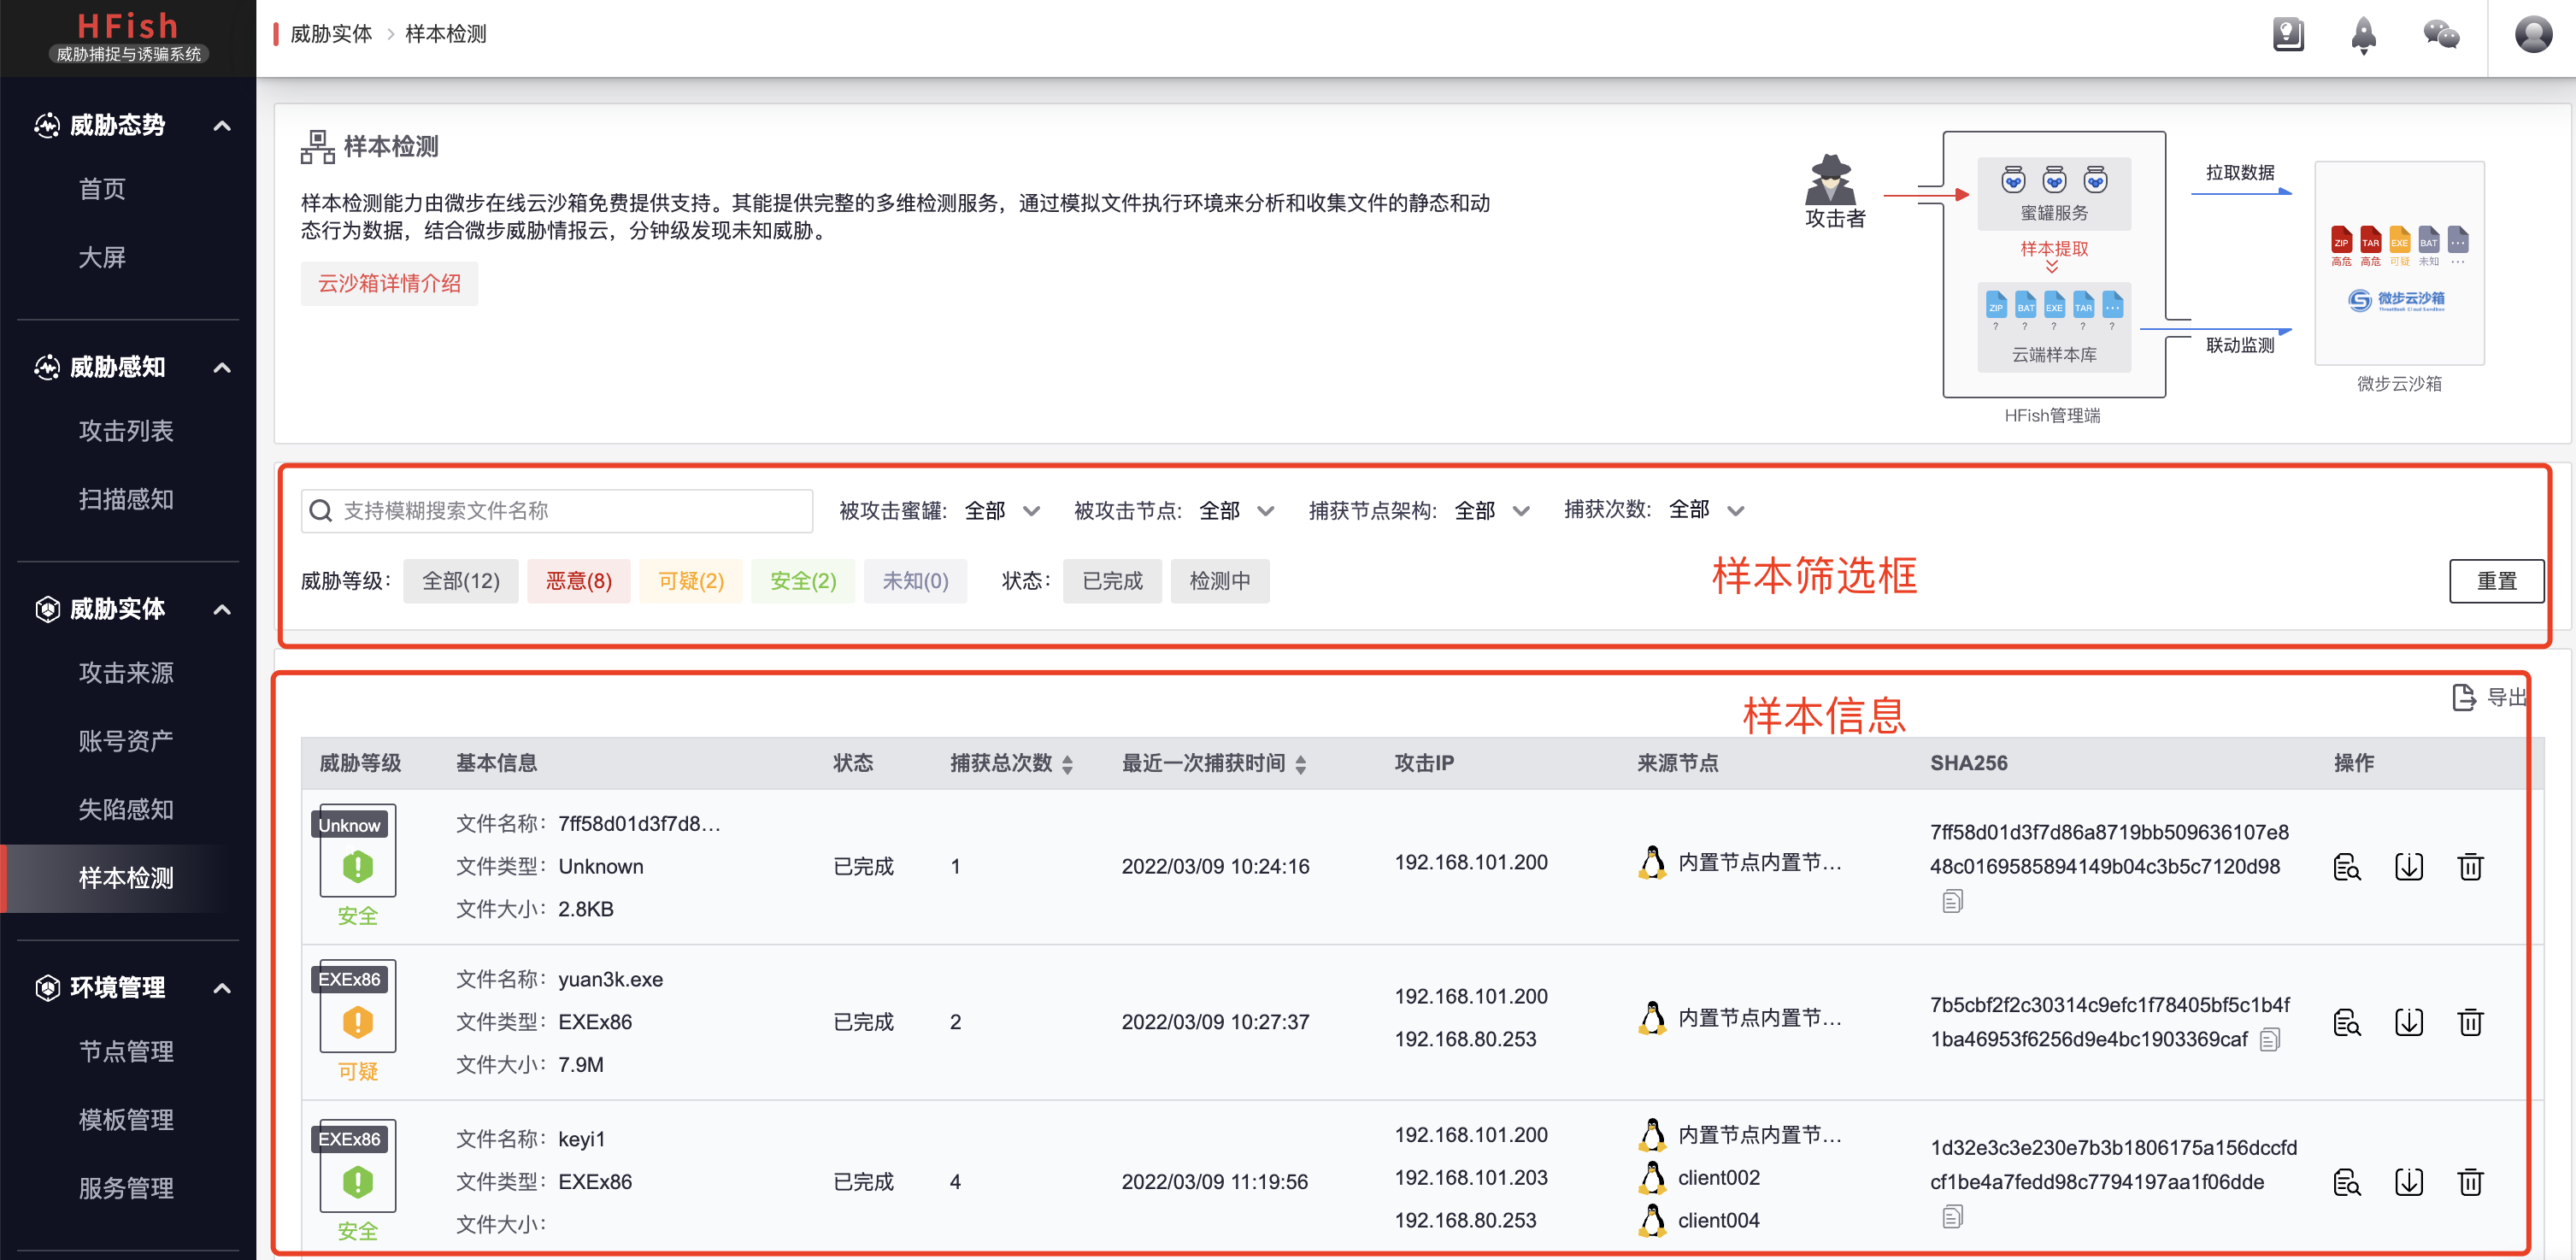 HFish
威胁捕捉与诱骗系统
威胁实体 > 样本检测
威胁态势
首页
大屏
威胁感知
攻击列表
扫描感知
威胁实体
攻击来源
账号资产
失陷感知
样本检测
环境管理
节点管理
模板管理
服务管理
样本检测
样本检测能力由微步在线云沙箱免费提供支持。其能提供完整的多维检测服务，通过模拟文件执行环境来分析和收集文件的静态和动
态行为数据，结合微步威胁情报云，分钟级发现未知威胁。
云沙箱详情介绍
攻击者
蜜罐服务
样本提取
ZIP BAT EXE TAR ...
? ? ? ? ?
云端样本库
HFish管理端
拉取数据
联动监测
ZIP TAR EXE BAT ...
高危 高危 可疑 未知 ...
微步云沙箱
ThreatBook Cloud Sandbox
微步云沙箱
支持模糊搜索文件名称 被攻击蜜罐: 全部 被攻击节点: 全部 捕获节点架构: 全部 捕获次数: 全部
威胁等级: 全部(12) 恶意(8) 可疑(2) 安全(2) 未知(0) 状态: 已完成 检测中 样本筛选框 重置
样本信息 导出
威胁等级 基本信息 状态 捕获总次数 最近一次捕获时间 攻击IP 来源节点 SHA256 操作
Unknow
安全
文件名称: 7ff58d01d3f7d8...
文件类型: Unknown
文件大小: 2.8KB
已完成 1 2022/03/09 10:24:16 192.168.101.200 内置节点内置节...
7ff58d01d3f7d86a8719bb509636107e8
48c0169585894149b04c3b5c7120d98
EXEx86
可疑
文件名称: yuan3k.exe
文件类型: EXEx86
文件大小: 7.9M
已完成 2 2022/03/09 10:27:37
192.168.101.200
192.168.80.253
内置节点内置节...
7b5cbf2f2c30314c9efc1f78405bf5c1b4f
1ba46953f6256d9e4bc1903369caf
EXEx86
安全
文件名称: keyi1
文件类型: EXEx86
文件大小:
已完成 4 2022/03/09 11:19:56
192.168.101.200
192.168.101.203
192.168.80.253
内置节点内置节...
client002
client004
1d32e3c3e230e7b3b1806175a156dccfd
cf1be4a7fedd98c7794197aa1f06dde